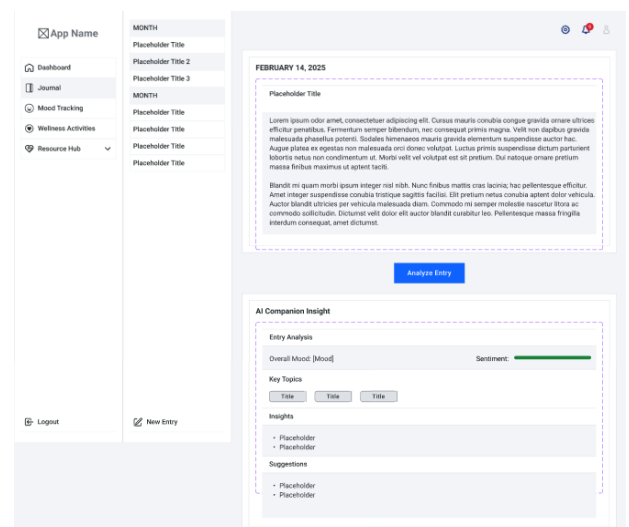 App Name
Dashboard
Journal
Mood Tracking
Wellness Activities
Resource Hub
Logout
MONTH
Placeholder Title
Placeholder Title 2
Placeholder Title 3
MONTH
Placeholder Title
Placeholder Title
Placeholder Title
Placeholder Title
New Entry
FEBRUARY 14, 2025
Placeholder Title
Lorem ipsum odor amet, consectetuer adipiscing elit. Cursus mauris conubia congue gravida ornare ultrices
efficitur penatibus. Fermentum semper bibendum, nec consequat primis magna. Velit non dapibus gravida
malesuada phasellus potenti. Sodales himenaeos mauris gravida elementum suspendisse auctor hac.
Augue platea ex egestas non malesuada orci donec volutpat. Luctus primis suspendisse dictum parturient
lobortis netus non condimentum ut. Morbi velit vel volutpat est sit pretium. Dui natoque ornare pretium
massa finibus maximus ut aptent taciti.
Blandit mi quam morbi ipsum integer nisl nibh. Nunc finibus mattis cras lacinia; hac pellentesque efficitur.
Amet integer suspendisse conubia tristique sagittis facilisi. Elit pretium netus conubia aptent dolor vehicula.
Auctor blandit ultricies per vehicula malesuada diam. Commodo mi semper molestie nascetur litora ac
commodo sollicitudin. Dictumst velit dolor elit auctor blandit curabitur leo. Pellentesque massa fringilla
interdum consequat, amet dictumst.
Analyze Entry
AI Companion Insight
Entry Analysis
Overall Mood: [Mood] Sentiment:
Key Topics
Title Title Title
Insights
• Placeholder
• Placeholder
Suggestions
• Placeholder
• Placeholder